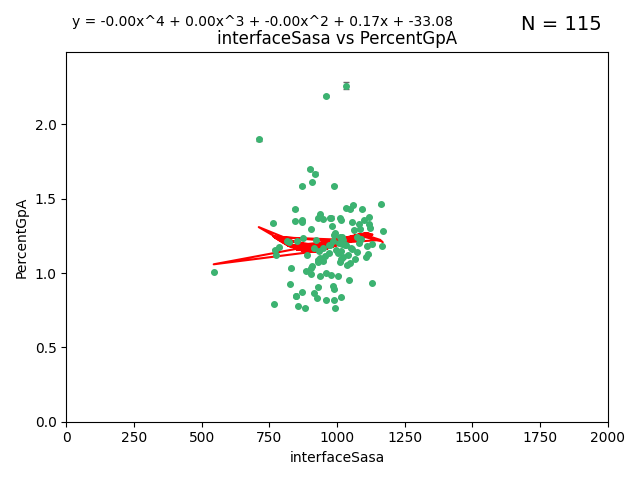 y = -0.00x^4 + 0.00x^3 + -0.00x^2 + 0.17x + -33.08
N = 115
interfaceSasa vs PercentGpA
PercentGpA
2.0
1.5
1.0
0.5
0.0
0 250 500 750 1000 1250 1500 1750 2000
interfaceSasa